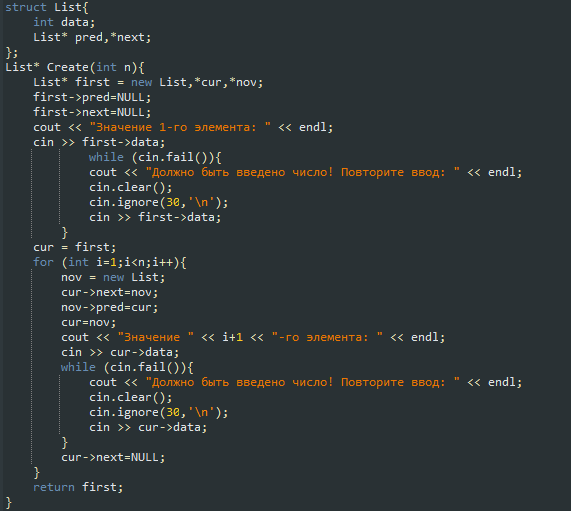 struct List{
    int data;
    List* pred,*next;
};
List* Create(int n){
    List* first = new List,*cur,*nov;
    first->pred=NULL;
    first->next=NULL;
    cout << "Значение 1-го элемента: " << endl;
    cin >> first->data;
            while (cin.fail()){
            cout << "Должно быть введено число! Повторите ввод: " << endl;
            cin.clear();
            cin.ignore(30,'\n');
            cin >> first->data;
        }
    cur = first;
    for (int i=1;i<n;i++){
        nov = new List;
        cur->next=nov;
        nov->pred=cur;
        cur=nov;
        cout << "Значение " << i+1 << "-го элемента: " << endl;
        cin >> cur->data;
        while (cin.fail()){
            cout << "Должно быть введено число! Повторите ввод: " << endl;
            cin.clear();
            cin.ignore(30,'\n');
            cin >> cur->data;
        }
        cur->next=NULL;
    }
    return first;
}